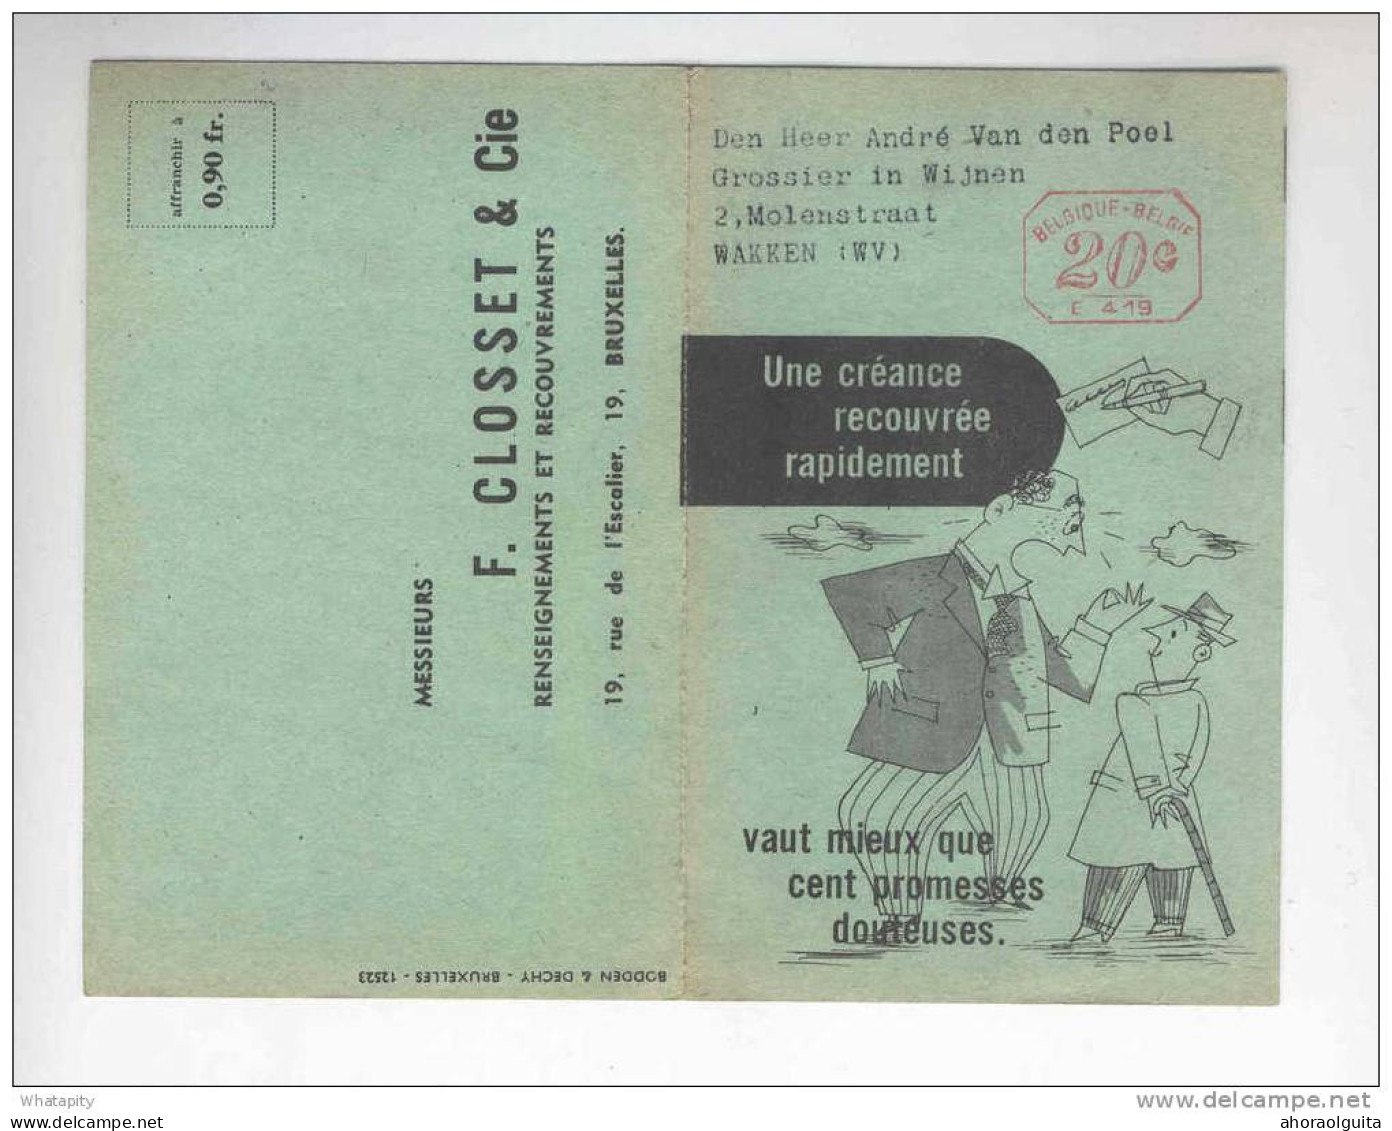 affranchir à
0,90 fr.
MESSIEURS
F. CLOSSET & Cie
RENSEIGNEMENTS ET RECOUVREMENTS
19, rue de l'Escalier, 19, BRUXELLES.
BODDEN & DECHY - BRUXELLES - 12523
Den Heer André Van den Poel
Grossier in Wijnen
2,Molenstraat
WAKKEN (WV)
BELGIQUE-BELGIE
20c
E 419
Une créance
recouvrée
rapidement
vaut mieux que
cent promesses
douteuses.
Whatapity
www.delcampe.net
ahoraolguita.com
ahoraolguita